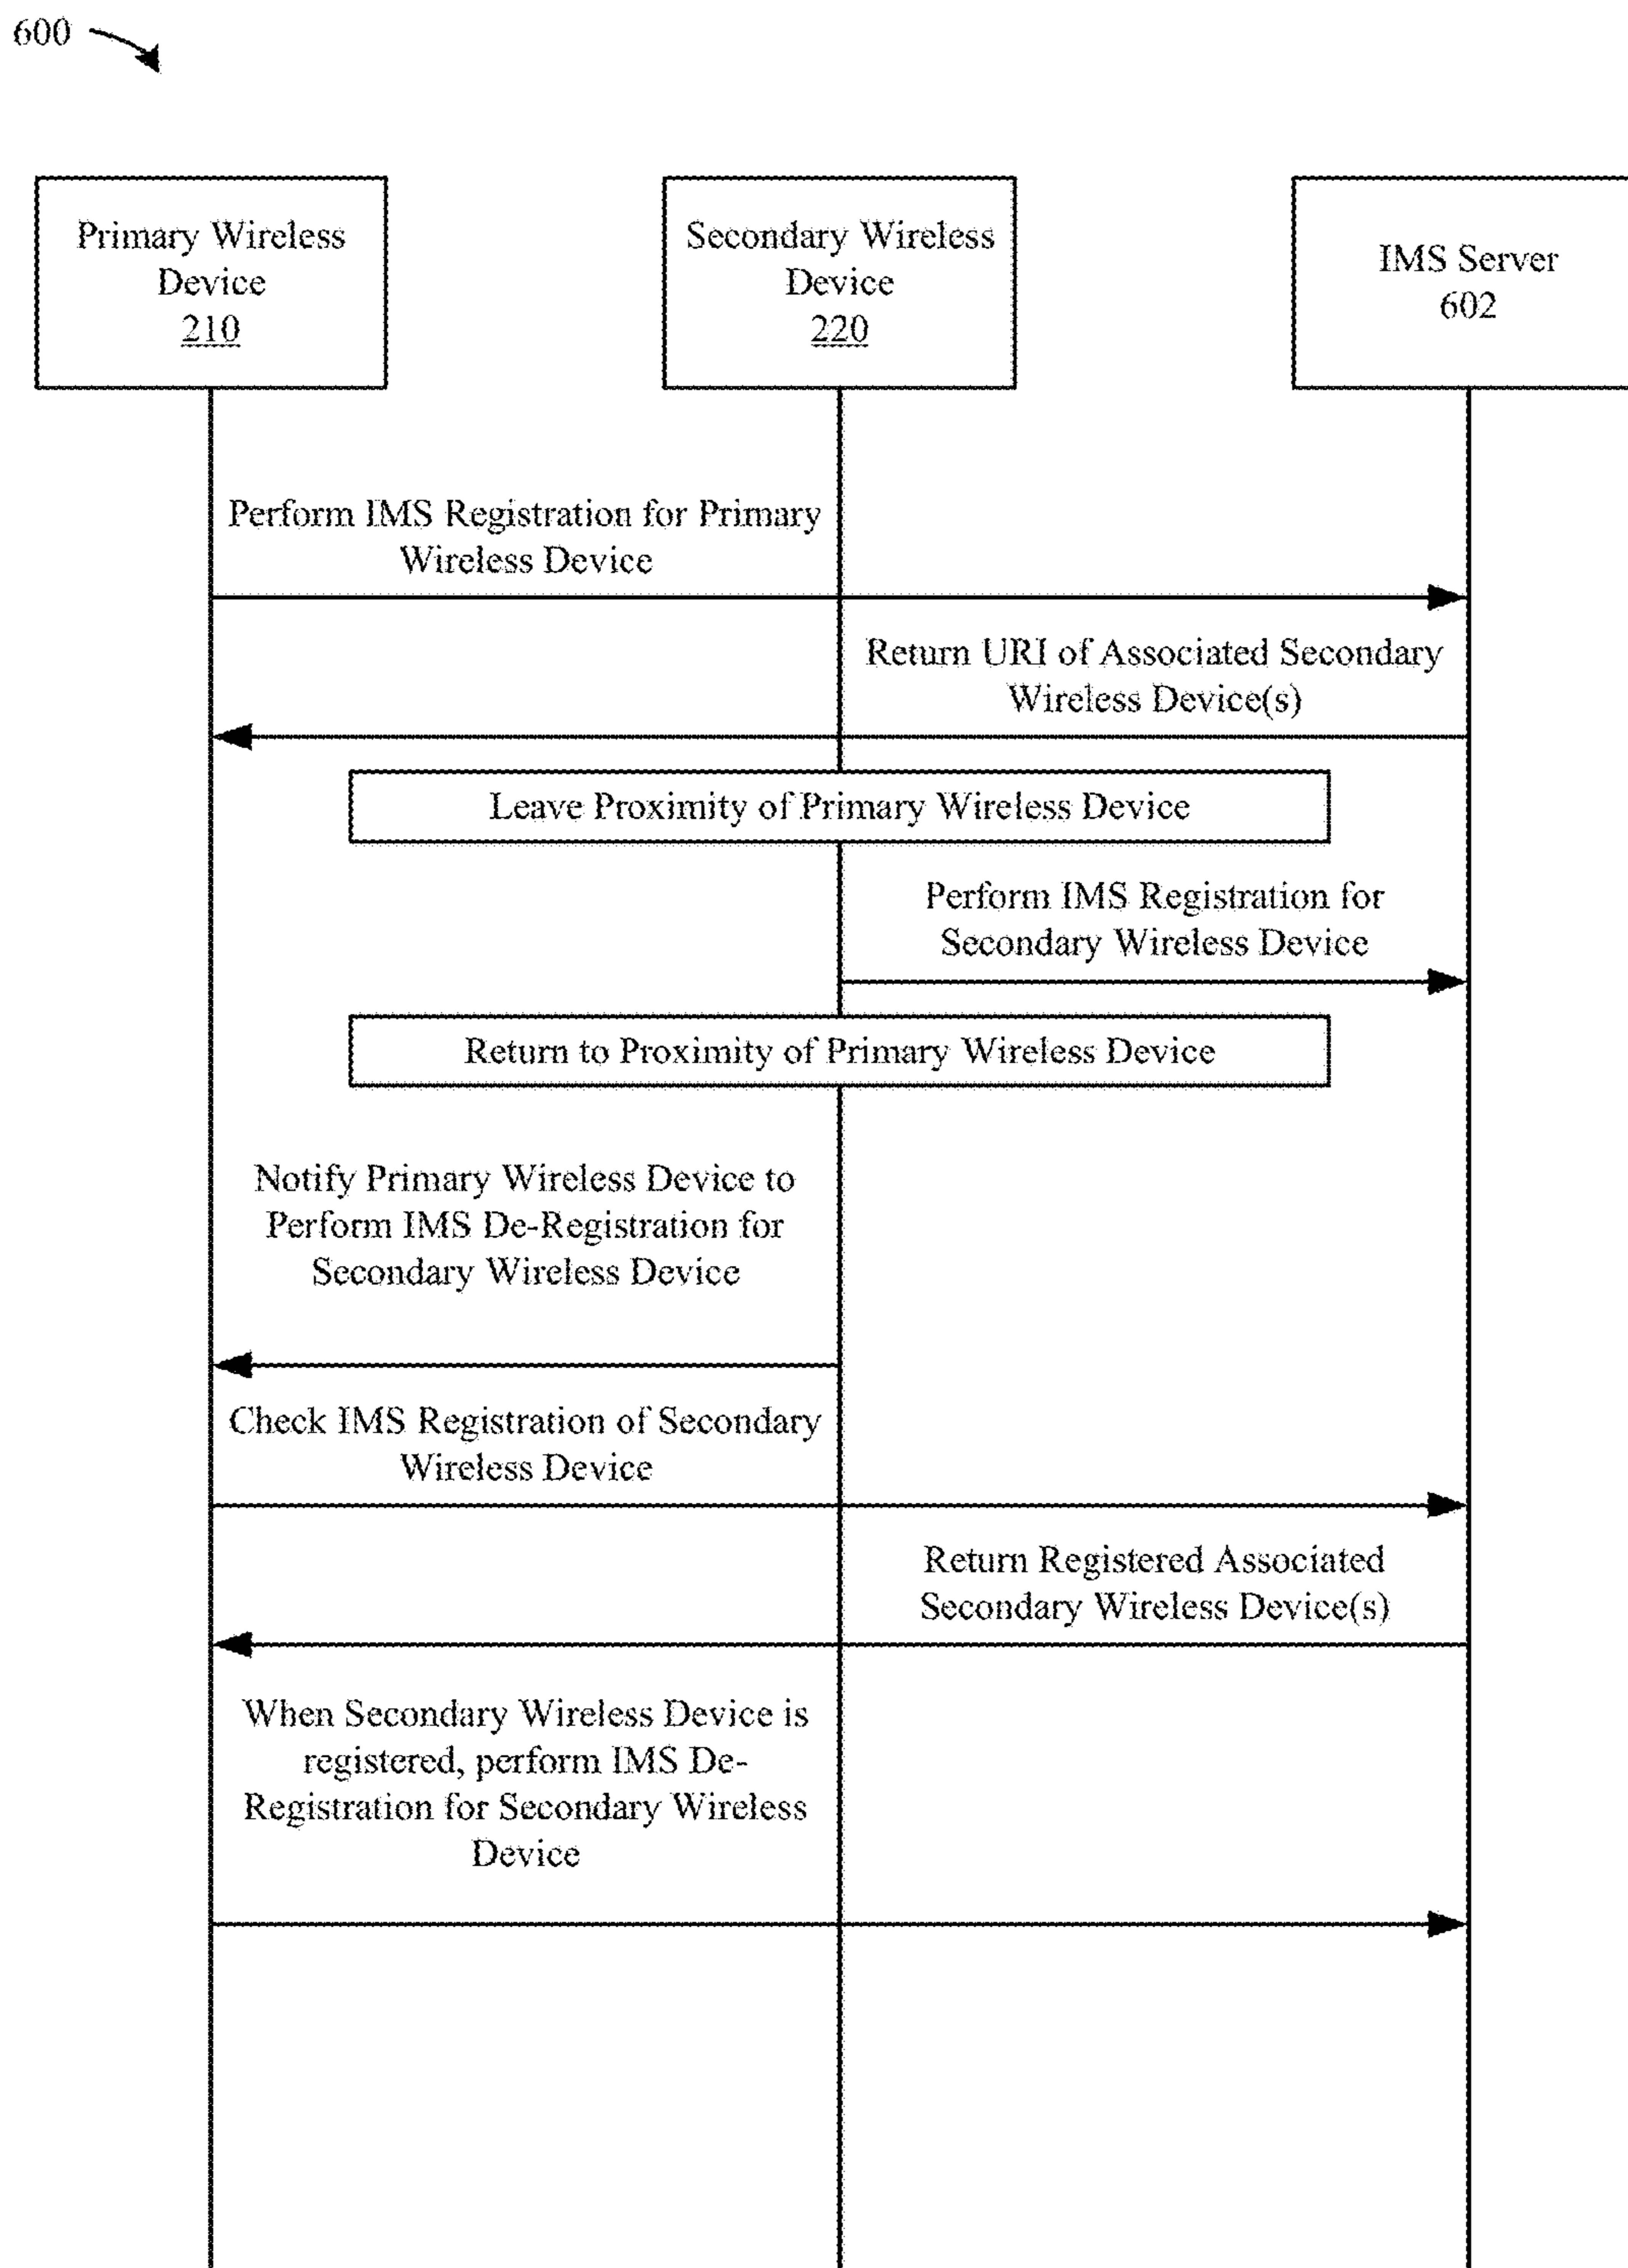 600
Primary Wireless
Device
210
Secondary Wireless
Device
220
IMS Server
602
Perform IMS Registration for Primary
Wireless Device
Return URI of Associated Secondary
Wireless Device(s)
Leave Proximity of Primary Wireless Device
Perform IMS Registration for
Secondary Wireless Device
Return to Proximity of Primary Wireless Device
Notify Primary Wireless Device to
Perform IMS De-Registration for
Secondary Wireless Device
Check IMS Registration of Secondary
Wireless Device
Return Registered Associated
Secondary Wireless Device(s)
When Secondary Wireless Device is
registered, perform IMS De-
Registration for Secondary Wireless
Device